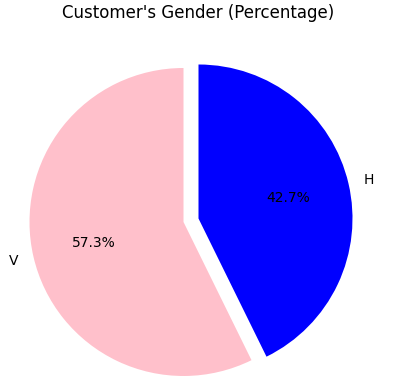 Customer's Gender (Percentage)
H
42.7%
57.3%
V